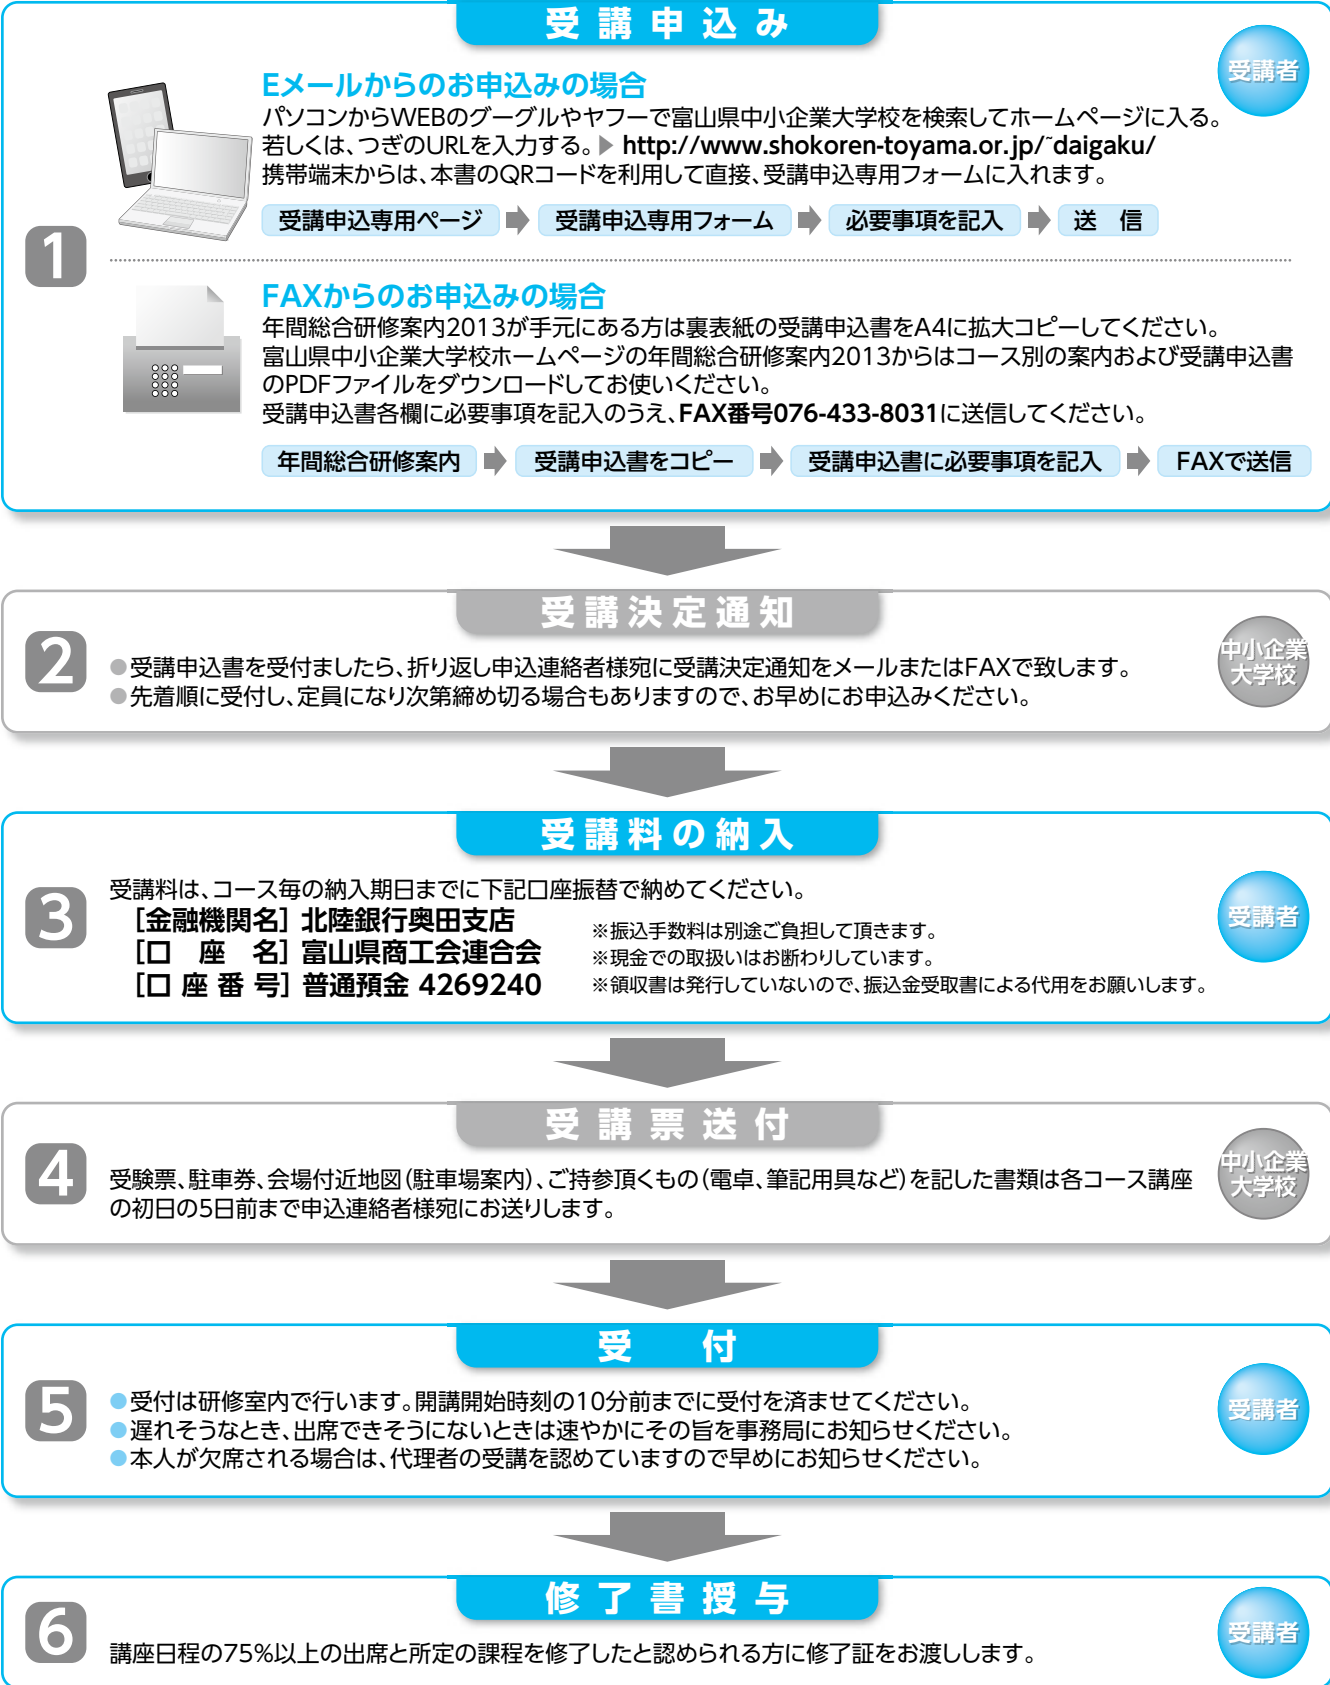 受講申込み
受講者
Eメールからのお申込みの場合
パソコンからWEBのグーグルやヤフーで富山県中小企業大学校を検索してホームページに入る。
若しくは、つぎのURLを入力する。▶ http://www.shokoren-toyama.or.jp/~daigaku/
携帯端末からは、本書のQRコードを利用して直接、受講申込専用フォームに入れます。
受講申込専用ページ ➡ 受講申込専用フォーム ➡ 必要事項を記入 ➡ 送　信
1
FAXからのお申込みの場合
年間総合研修案内2013が手元にある方は裏表紙の受講申込書をA4に拡大コピーしてください。
富山県中小企業大学校ホームページの年間総合研修案内2013からはコース別の案内および受講申込書
のPDFファイルをダウンロードしてお使いください。
受講申込書各欄に必要事項を記入のうえ、FAX番号076-433-8031に送信してください。
年間総合研修案内 ➡ 受講申込書をコピー ➡ 受講申込書に必要事項を記入 ➡ FAXで送信
受講決定通知
2
中小企業
大学校
●受講申込書を受付ましたら、折り返し申込連絡者様宛に受講決定通知をメールまたはFAXで致します。
●先着順に受付し、定員になり次第締め切る場合もありますので、お早めにお申込みください。
受講料の納入
3
受講者
受講料は、コース毎の納入期日までに下記口座振替で納めてください。
［金融機関名］北陸銀行奥田支店
［口　座　名］富山県商工会連合会
［口 座 番 号］普通預金 4269240
※振込手数料は別途ご負担して頂きます。
※現金での取扱いはお断わりしています。
※領収書は発行していないので、振込金受取書による代用をお願いします。
受講票送付
4
中小企業
大学校
受験票、駐車券、会場付近地図（駐車場案内）、ご持参頂くもの（電卓、筆記用具など）を記した書類は各コース講座
の初日の5日前まで申込連絡者様宛にお送りします。
受　付
5
受講者
●受付は研修室内で行います。開講開始時刻の10分前までに受付を済ませてください。
●遅れそうなとき、出席できそうにないときは速やかにその旨を事務局にお知らせください。
●本人が欠席される場合は、代理者の受講を認めていますので早めにお知らせください。
修了書授与
6
受講者
講座日程の75%以上の出席と所定の課程を修了したと認められる方に修了証をお渡しします。